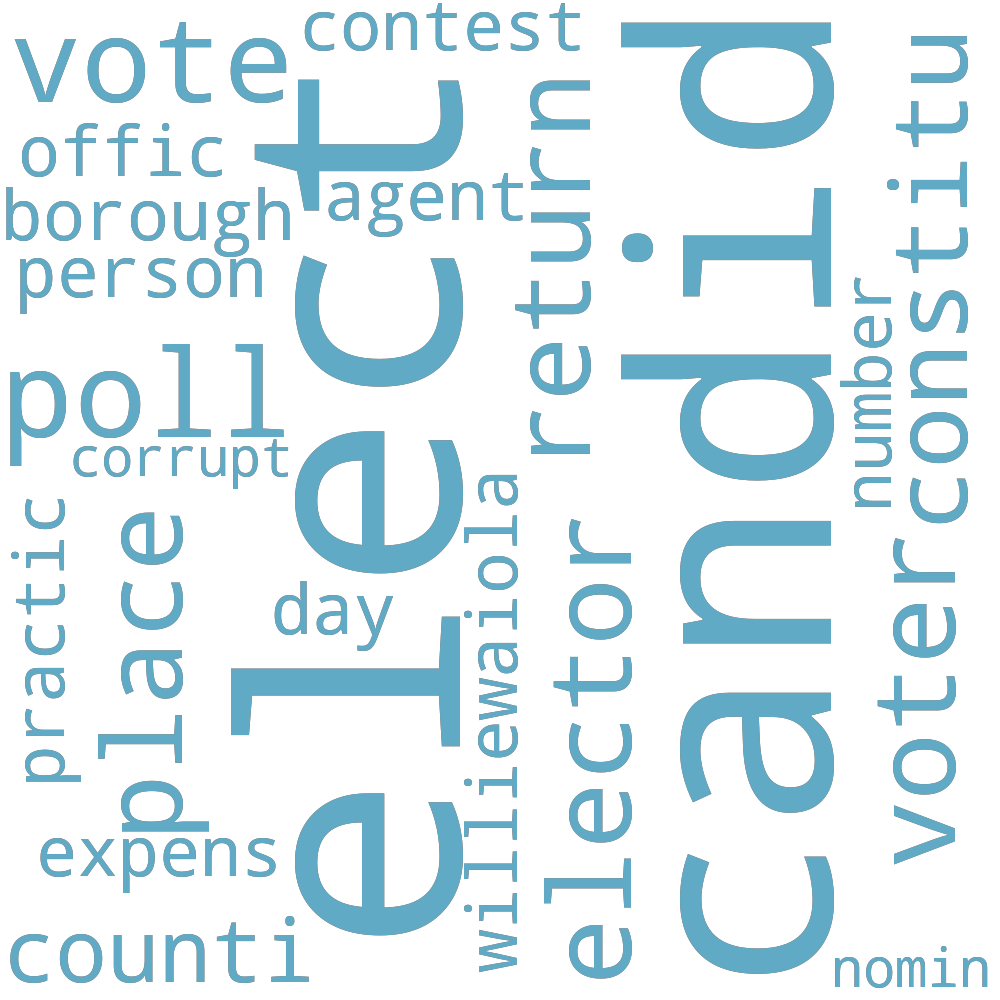 contest
vote
offic
agent
borough
person
poll
corrupt
practic
place
day
expens
counti
elect
return
williewaiola
elector
candid
number
constitu
voter
nomin